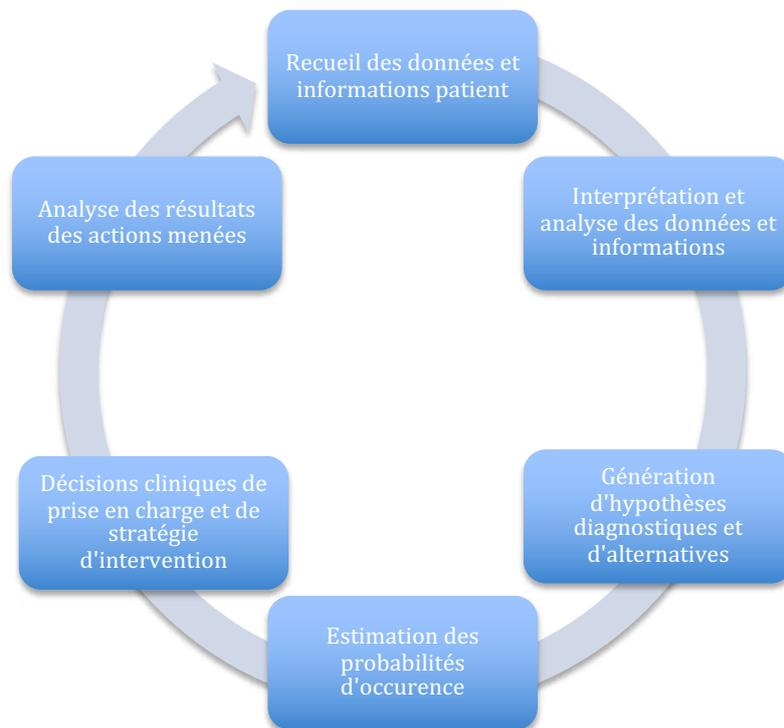 Recueil des données et
informations patient
Interprétation et
analyse des données et
informations
Génération
d'hypothèses
diagnostiques et
d'alternatives
Estimation des
probabilités
d'occurence
Décisions cliniques de
prise en charge et de
stratégie
d'intervention
Analyse des résultats
des actions menées